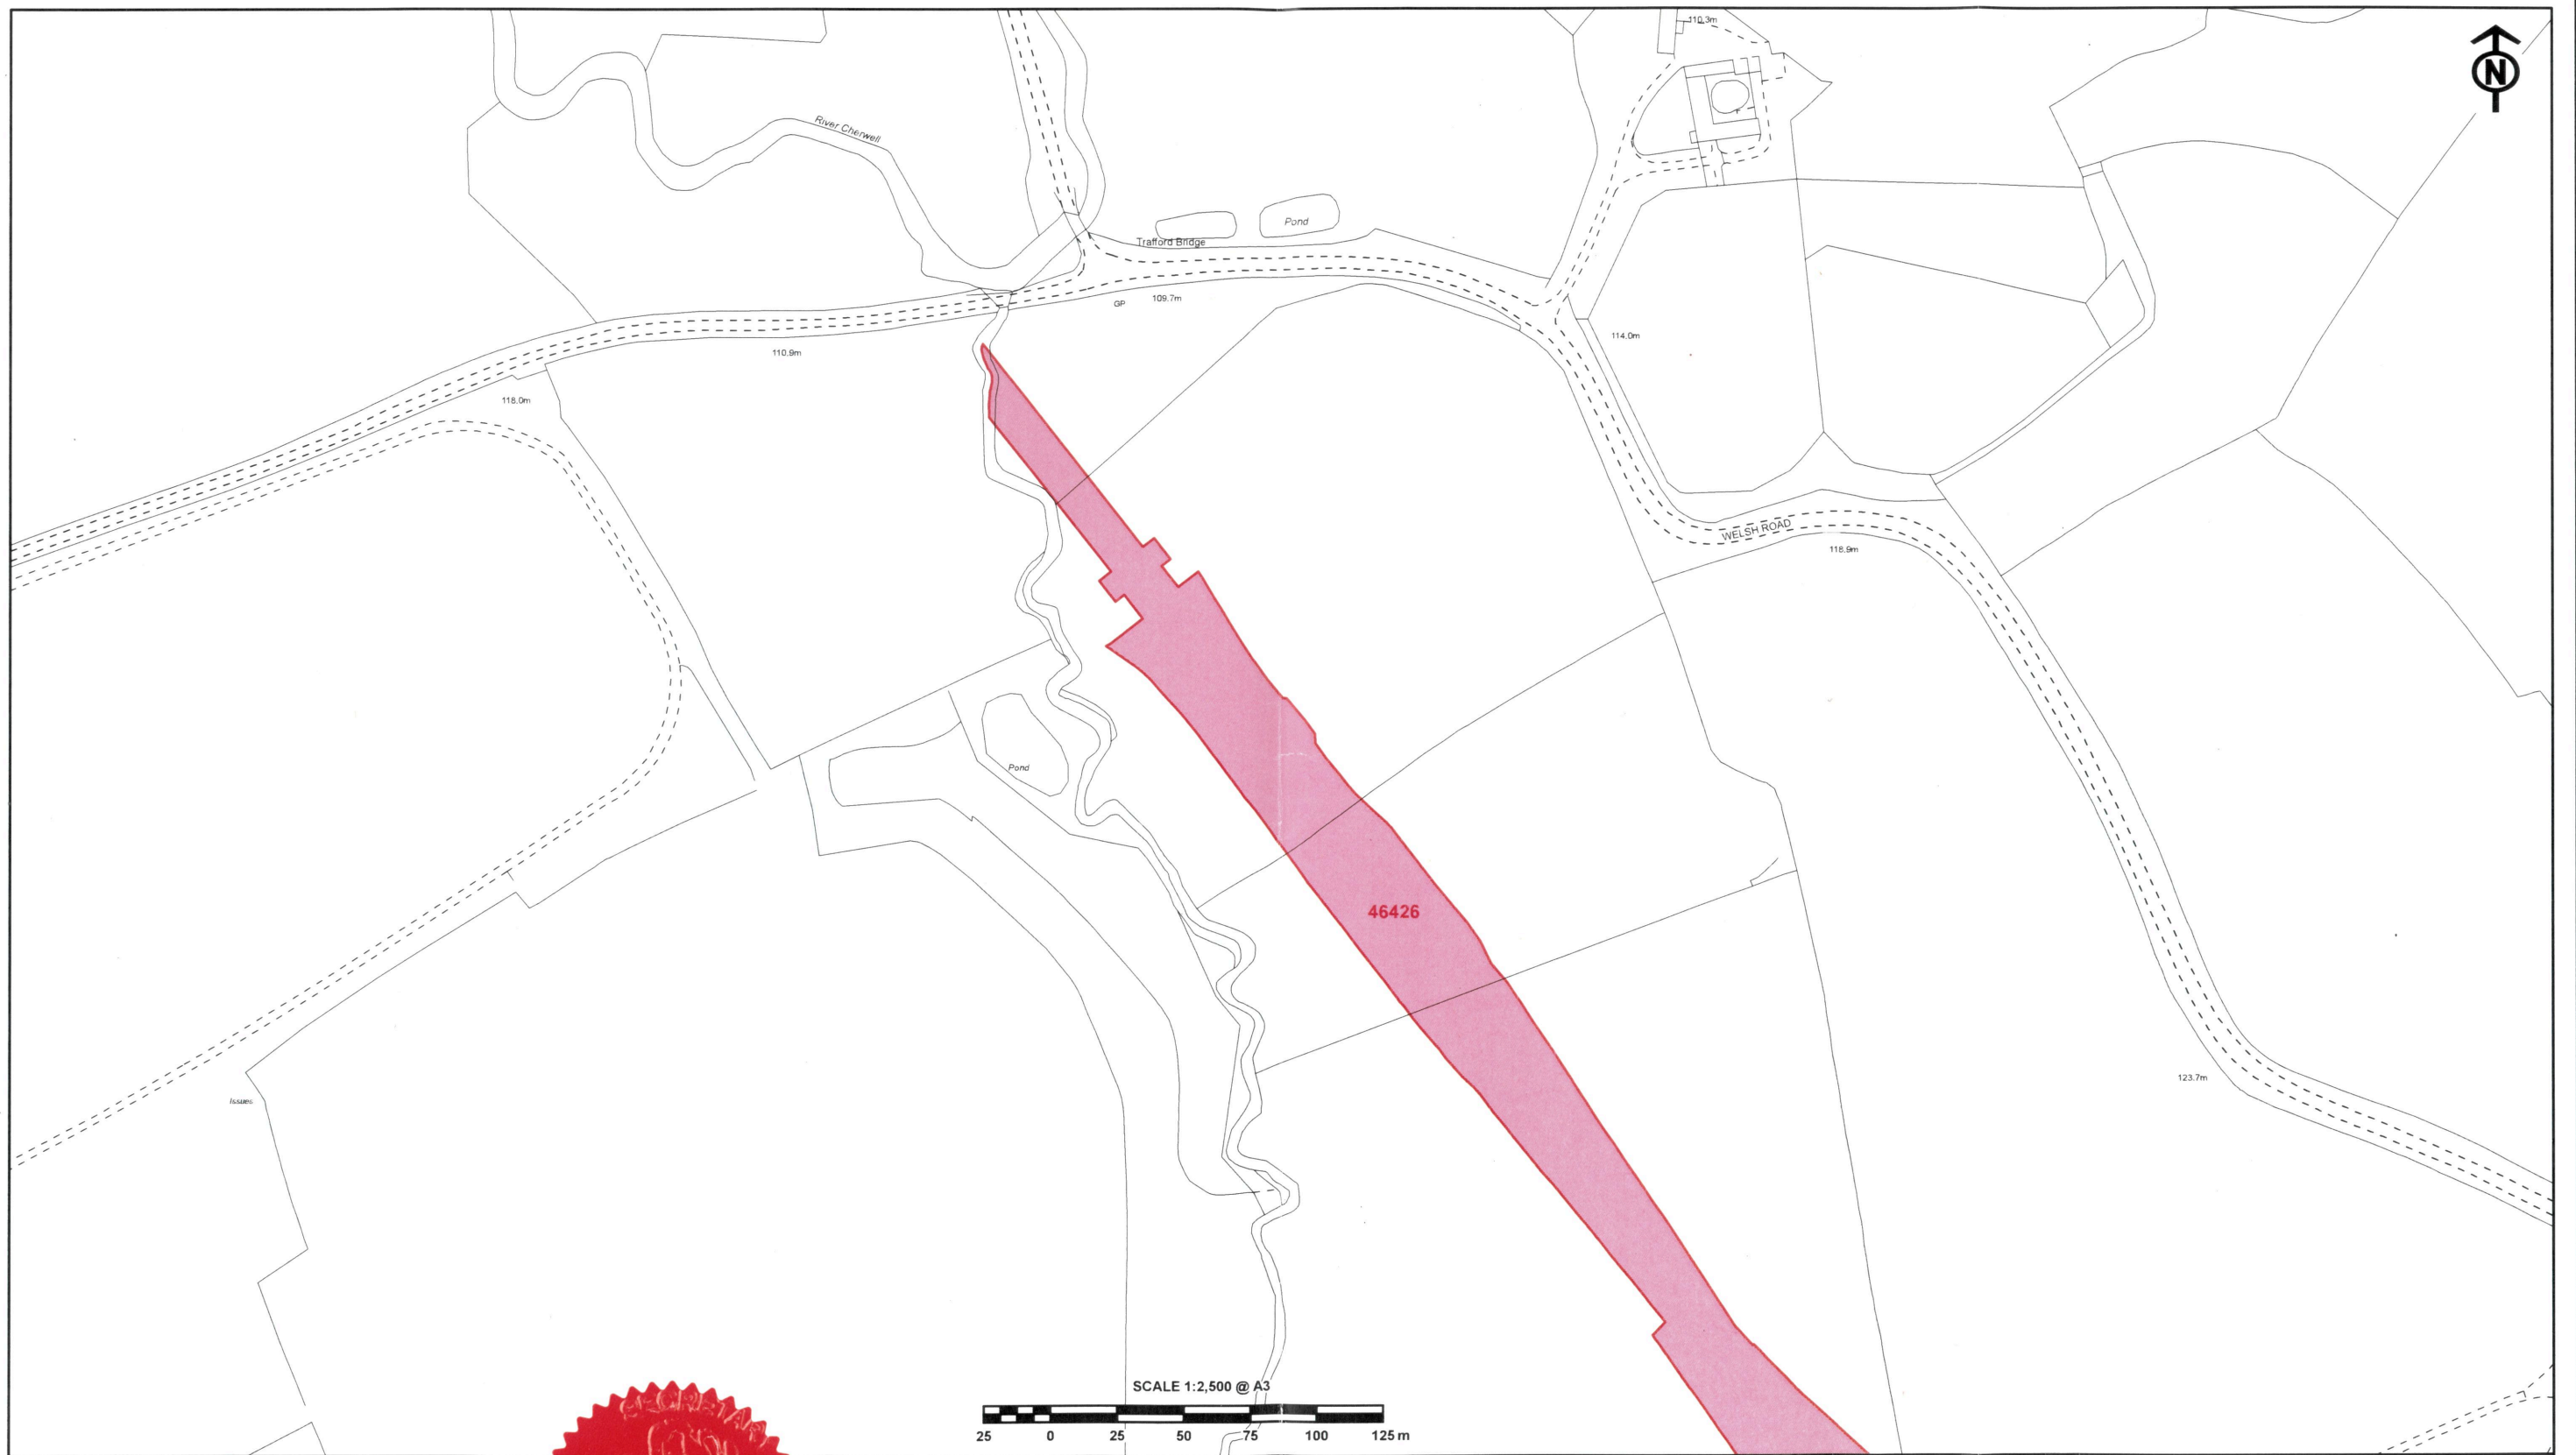 110.3m
N
River Cherwell
Pond
Trafford Bridge
GP
109.7m
114.0m
110.9m
118.0m
WELSH ROAD
118.9m
Pond
46426
123.7m
Issues
SCALE 1:2,500 @ A3
25 0 25 50 75 100 125 m